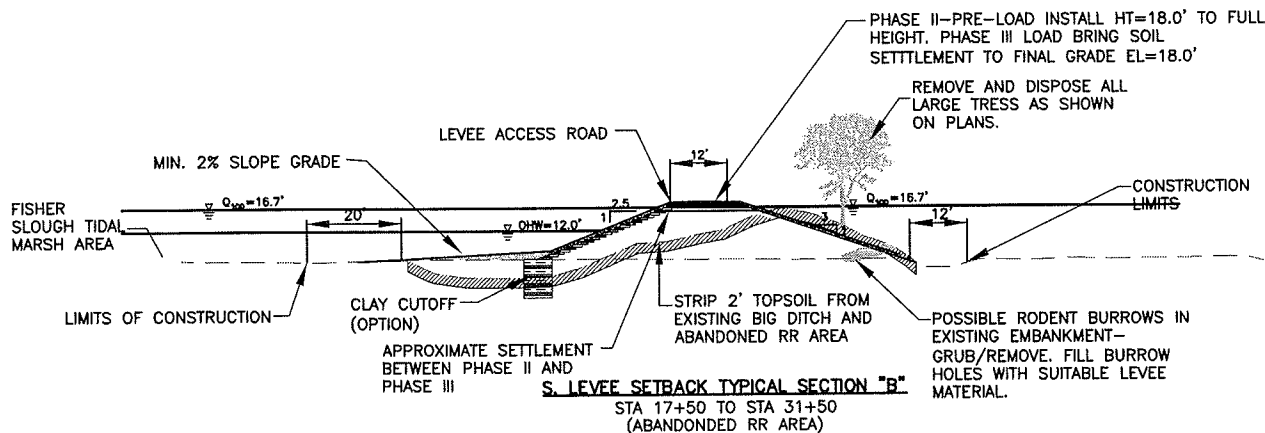 PHASE II-PRE-LOAD INSTALL HT=18.0' TO FULL
HEIGHT. PHASE III LOAD BRING SOIL
SETTTLEMENT TO FINAL GRADE EL=18.0'
REMOVE AND DISPOSE ALL
LARGE TRESS AS SHOWN
ON PLANS.
LEVEE ACCESS ROAD
12'
MIN. 2% SLOPE GRADE
CONSTRUCTION
LIMITS
Q100=16.7'
2.5
1
Q100=16.7'
FISHER
SLOUGH TIDAL
MARSH AREA
20'
OHW=12.0'
3
12'
CLAY CUTOFF
(OPTION)
LIMITS OF CONSTRUCTION
STRIP 2' TOPSOIL FROM
EXISTING BIG DITCH AND
ABANDONED RR AREA
POSSIBLE RODENT BURROWS IN
EXISTING EMBANKMENT-
GRUB/REMOVE. FILL BURROW
HOLES WITH SUITABLE LEVEE
MATERIAL.
APPROXIMATE SETTLEMENT
BETWEEN PHASE II AND
PHASE III
S. LEVEE SETBACK TYPICAL SECTION "B"
STA 17+50 TO STA 31+50
(ABANDONDED RR AREA)